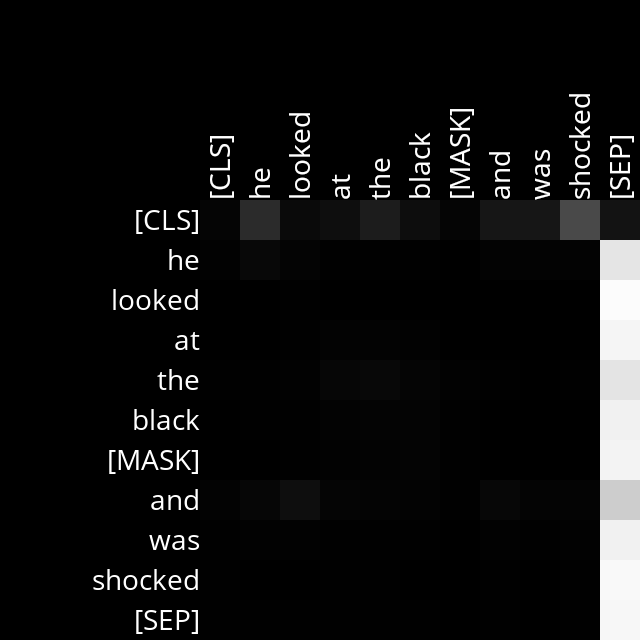 [CLS] he looked at the black [MASK] and was shocked [SEP]
[CLS]
he
looked
at
the
black
[MASK]
and
was
shocked
[SEP]